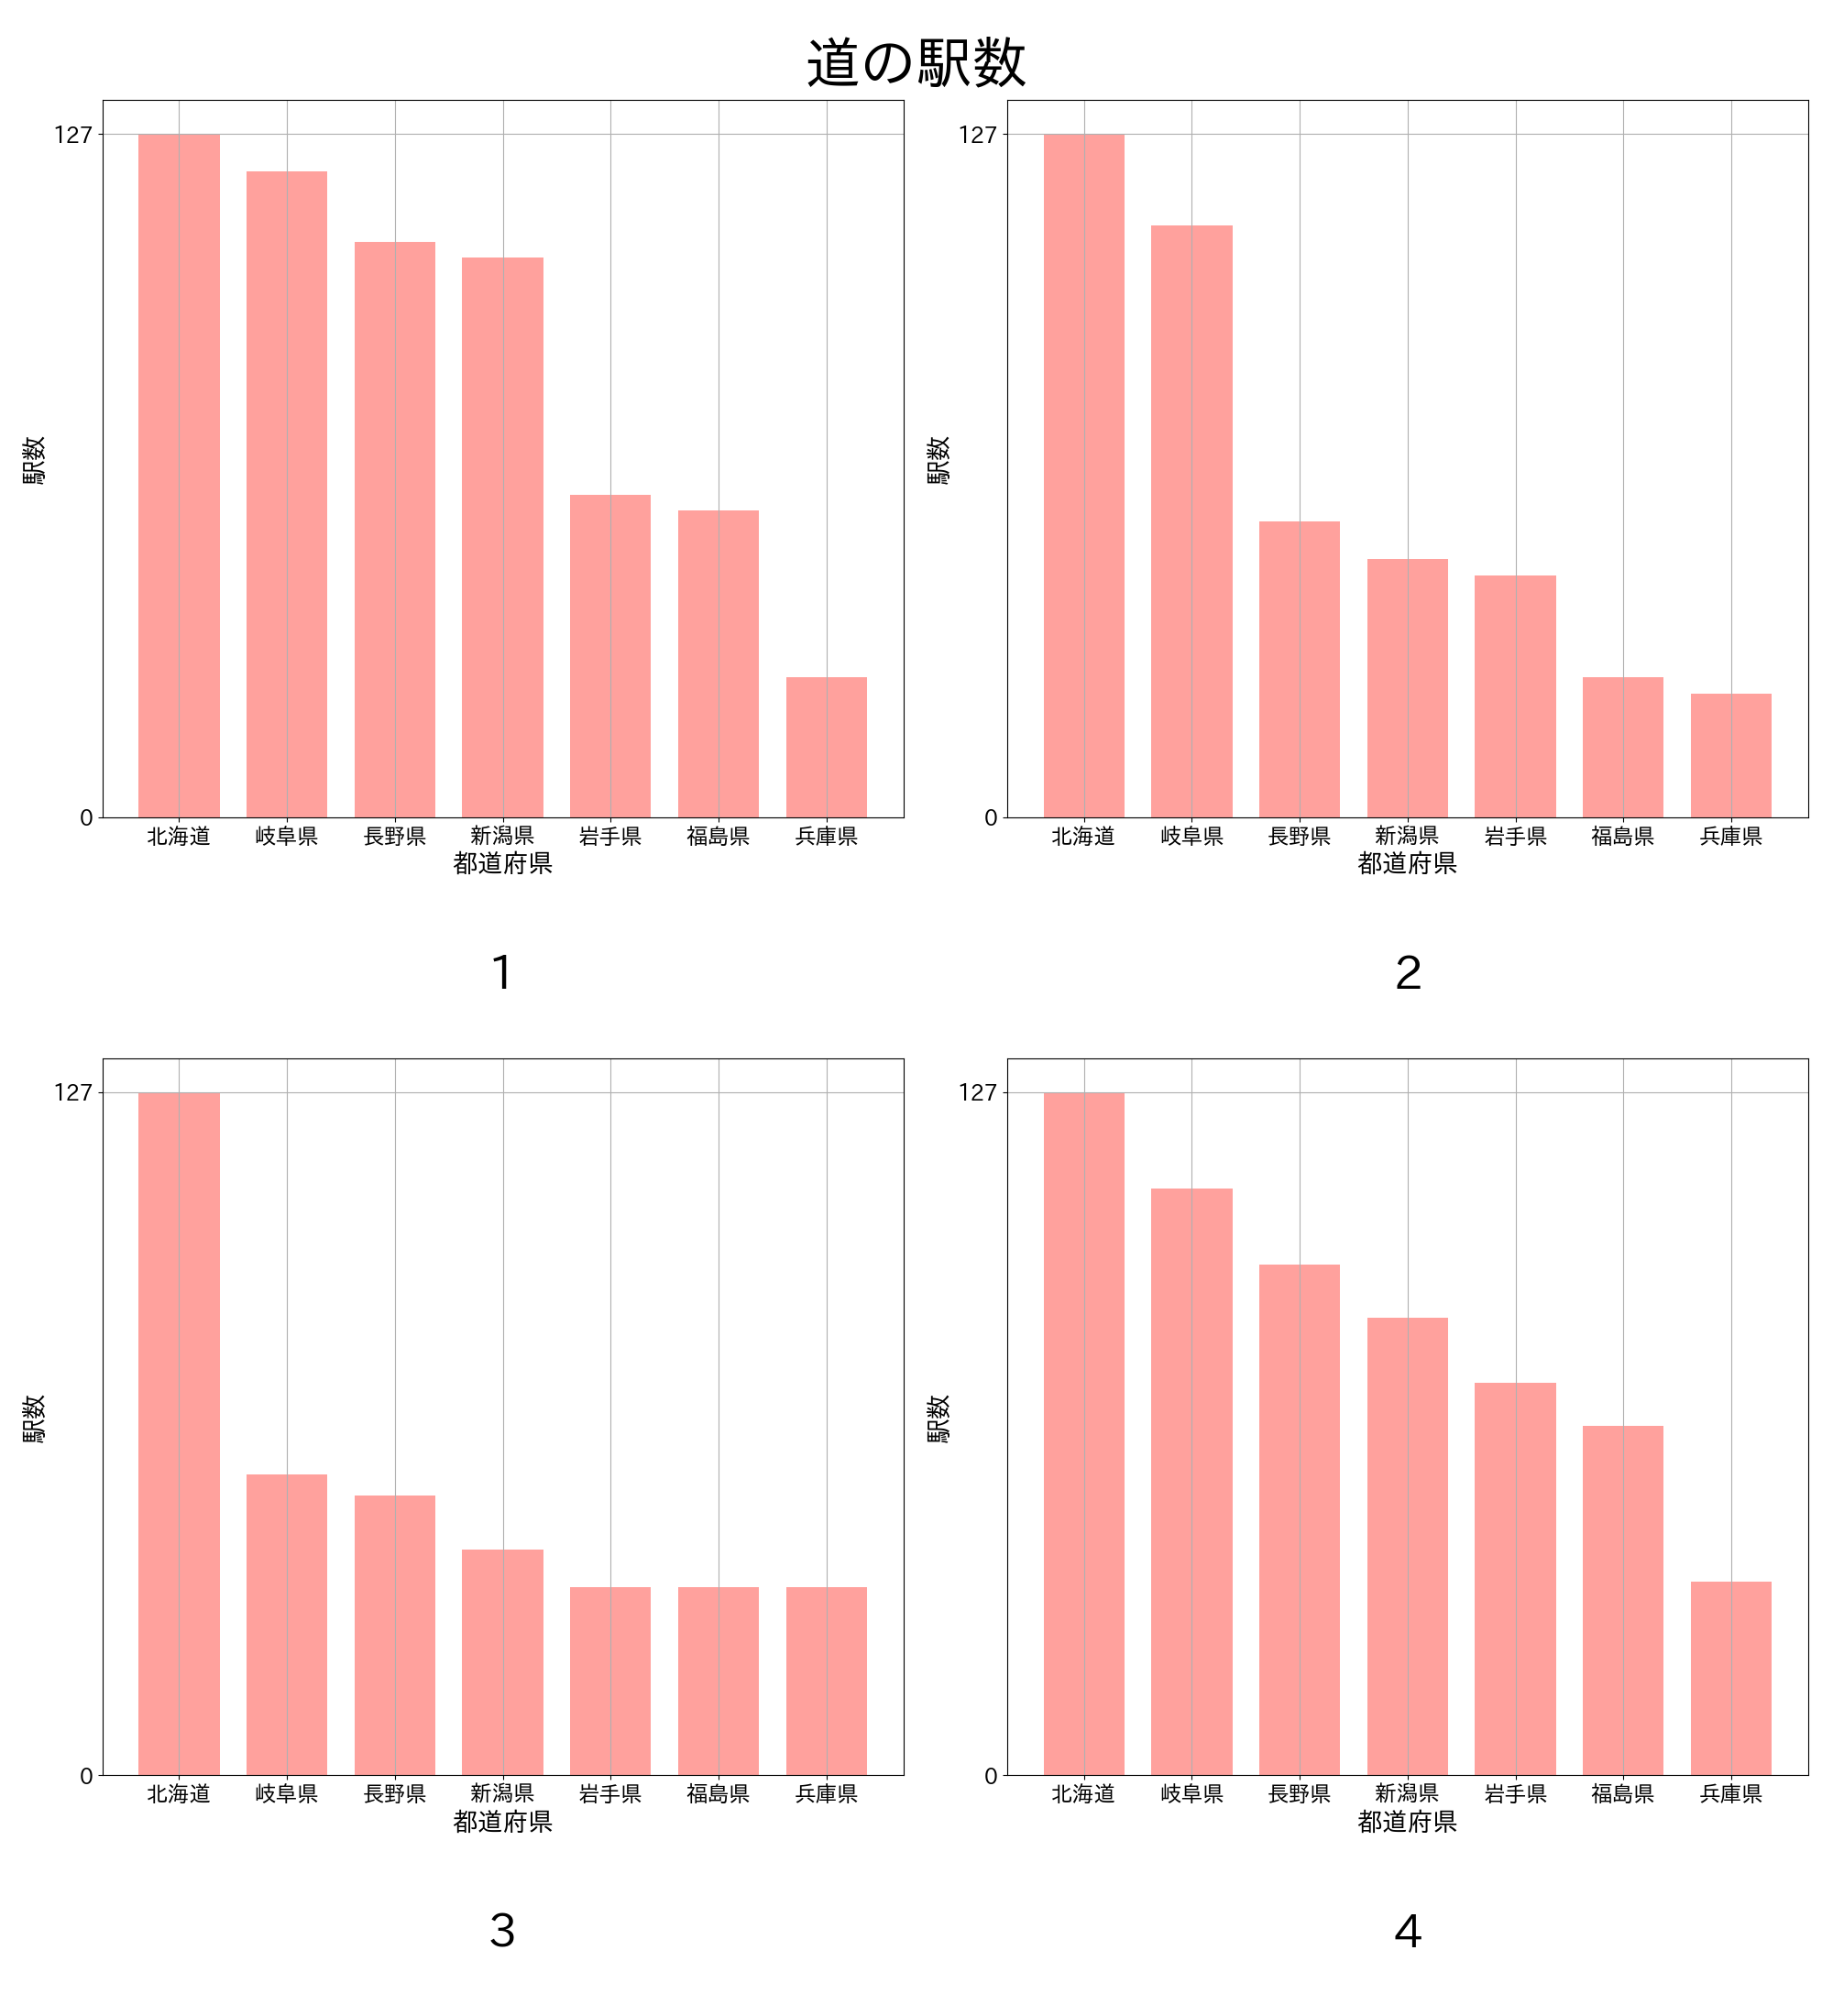 道の駅数
127
0
駅数
北海道 岐阜県 長野県 新潟県 岩手県 福島県 兵庫県
都道府県
1
127
0
駅数
北海道 岐阜県 長野県 新潟県 岩手県 福島県 兵庫県
都道府県
2
127
0
駅数
北海道 岐阜県 長野県 新潟県 岩手県 福島県 兵庫県
都道府県
3
127
0
駅数
北海道 岐阜県 長野県 新潟県 岩手県 福島県 兵庫県
都道府県
4